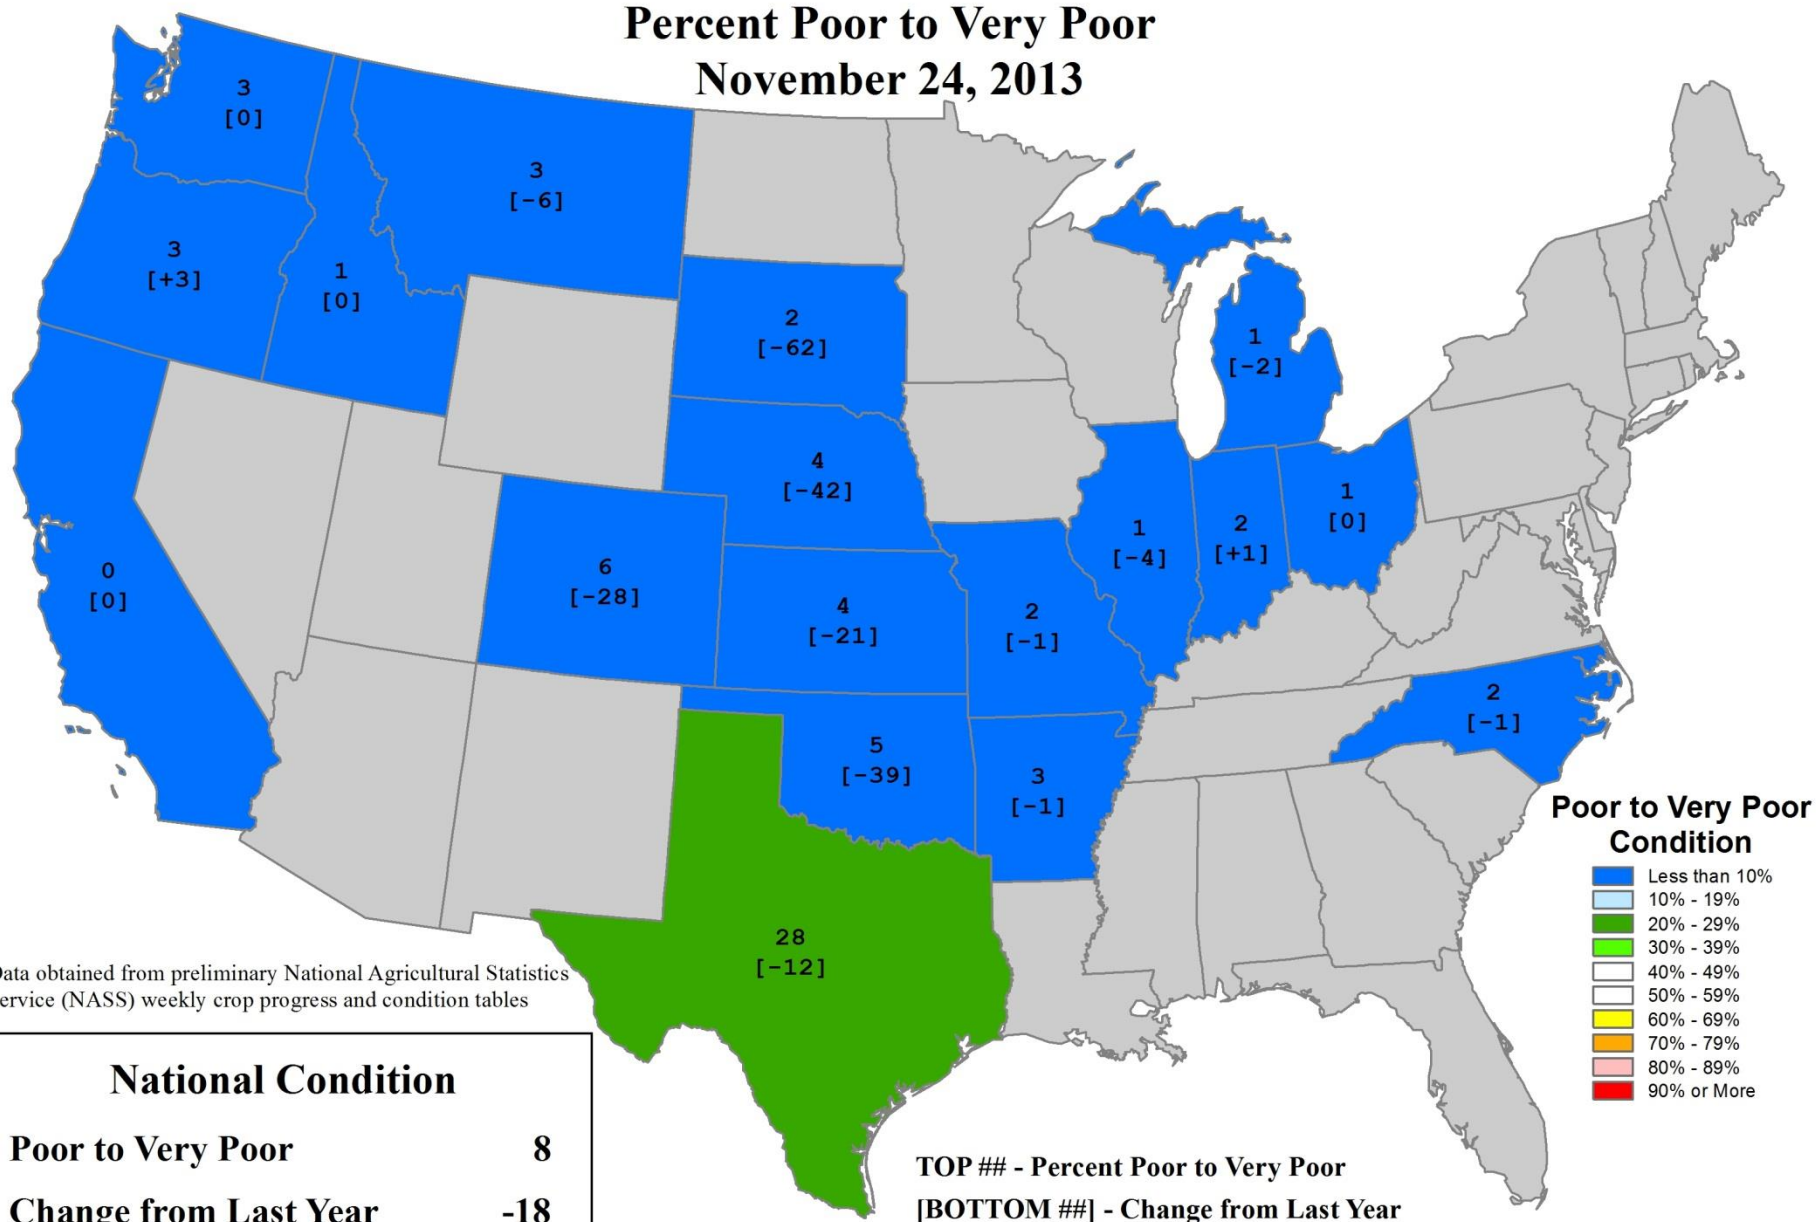 Percent Poor to Very Poor
November 24, 2013
3
[0]
3
[-6]
3
[+3]
1
[0]
2
[-62]
1
[-2]
4
[-42]
1
[0]
1
[-4]
2
[+1]
0
[0]
6
[-28]
4
[-21]
2
[-1]
2
[-1]
5
[-39]
3
[-1]
28
[-12]
Poor to Very Poor
Condition
Less than 10%
10% - 19%
20% - 29%
30% - 39%
40% - 49%
50% - 59%
60% - 69%
70% - 79%
80% - 89%
90% or More
Data obtained from preliminary National Agricultural Statistics
Service (NASS) weekly crop progress and condition tables
National Condition
Poor to Very Poor 8
Change from Last Year -18
TOP ## - Percent Poor to Very Poor
[BOTTOM ##] - Change from Last Year